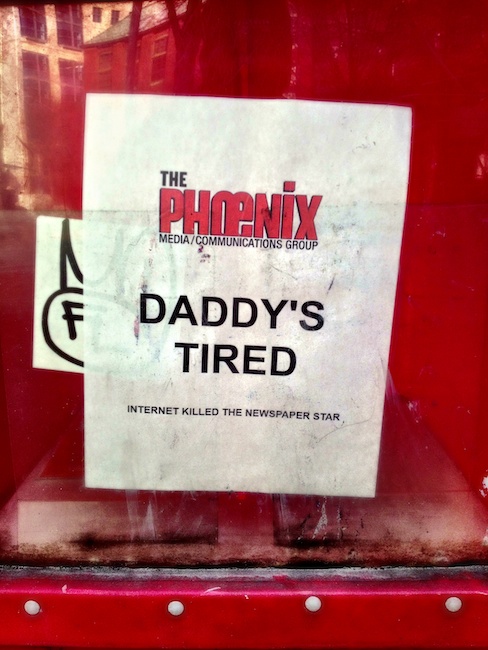 THE
PHOENIX
MEDIA/COMMUNICATIONS GROUP
DADDY'S
TIRED
INTERNET KILLED THE NEWSPAPER STAR
F